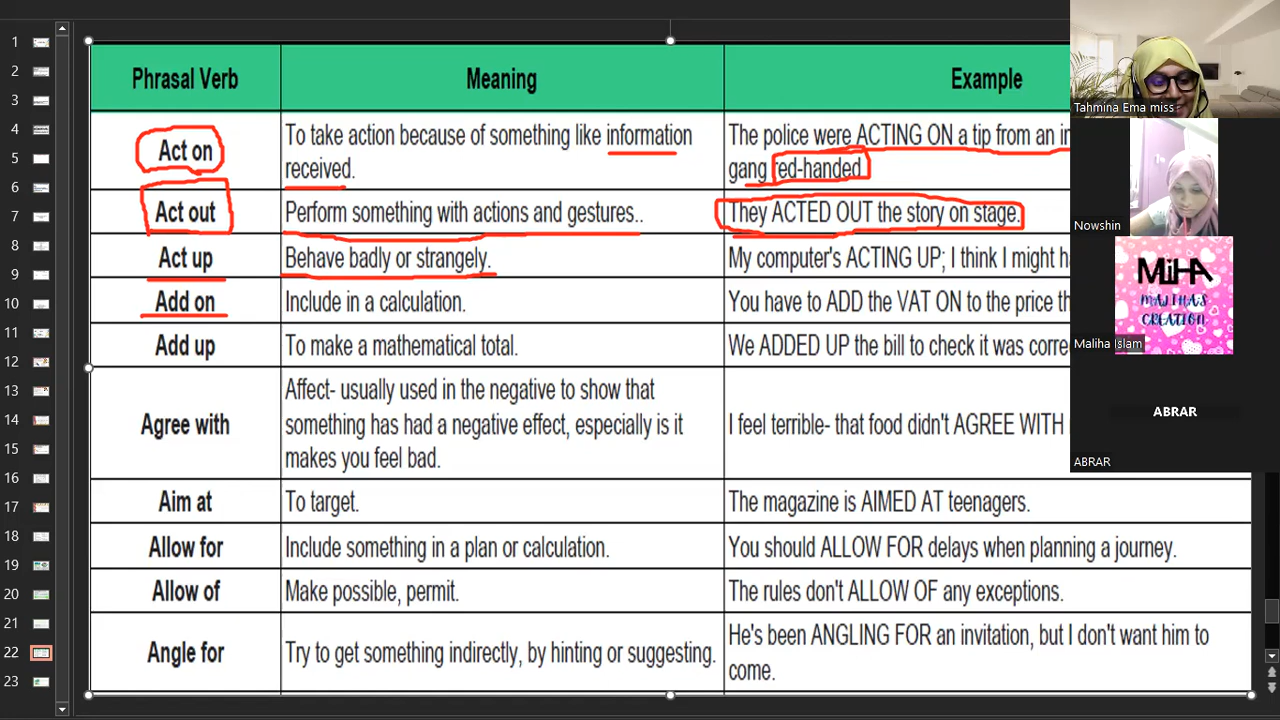 1
2
3
4
5
6
7
8
9
10
11
12
13
14
15
16
17
18
19
20
21
22
23
Phrasal Verb Meaning Example
Act on
To take action because of something like information
received.
The police were ACTING ON a tip from an
gang red-handed.
Act out
Perform something with actions and gestures..
They ACTED OUT the story on stage.
Act up
Behave badly or strangely.
My computer's ACTING UP; I think I might
Add on
Include in a calculation.
You have to ADD the VAT ON to the price
Add up
To make a mathematical total.
We ADDED UP the bill to check it was
Agree with
Affect- usually used in the negative to show that
something has had a negative effect, especially is it
makes you feel bad.
I feel terrible- that food didn't AGREE WITH
Aim at
To target.
The magazine is AIMED AT teenagers.
Allow for
Include something in a plan or calculation.
You should ALLOW FOR delays when planning a journey.
Allow of
Make possible, permit.
The rules don't ALLOW OF any exceptions.
Angle for
Try to get something indirectly, by hinting or suggesting.
He's been ANGLING FOR an invitation, but I don't want him to
come.
Tahmina Ema miss
Nowshin
MiHA
MALIHA'S
CREATION
Maliha Islam
ABRAR
ABRAR